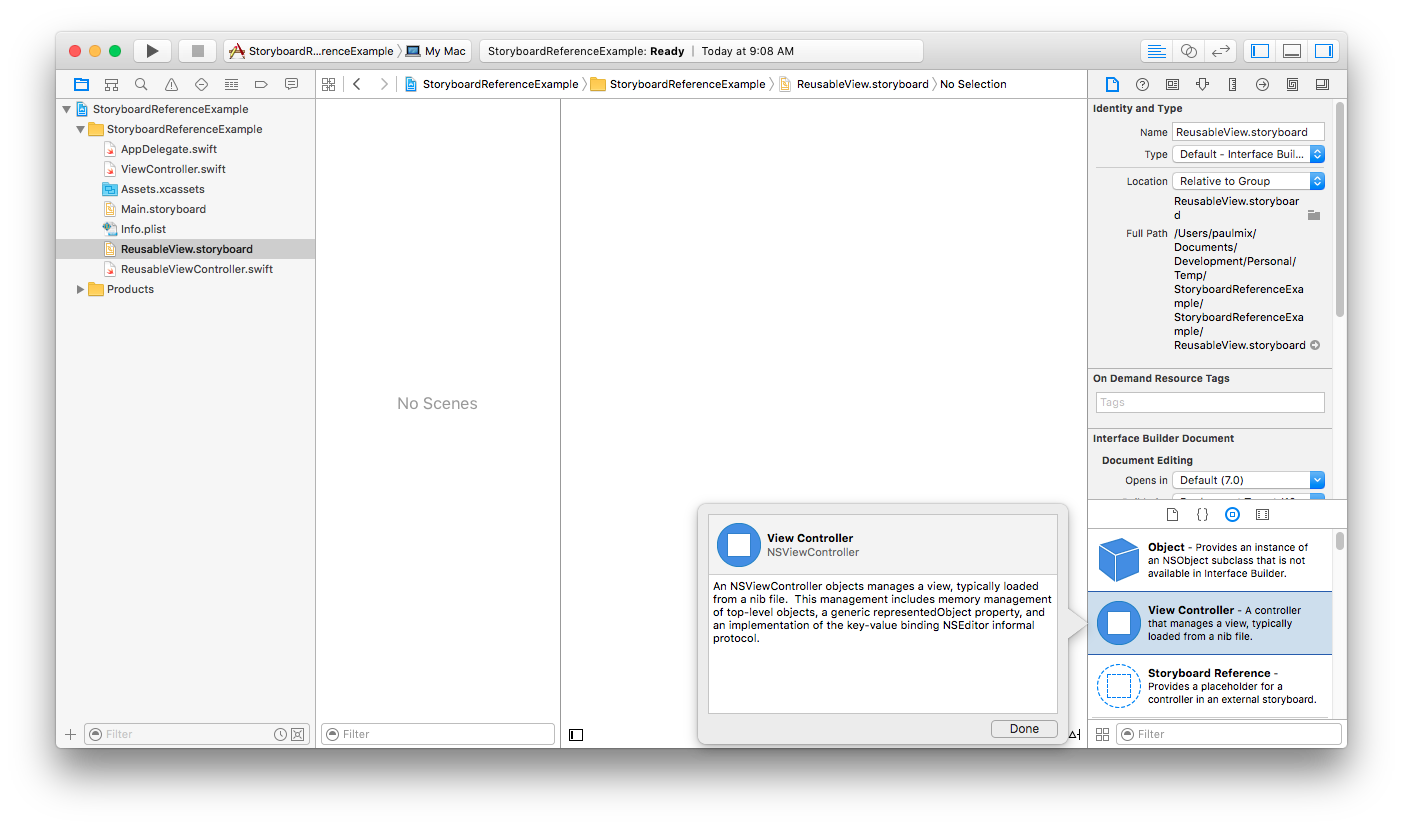 StoryboardR...renceExample
My Mac
StoryboardReferenceExample: Ready | Today at 9:08 AM
StoryboardReferenceExample
StoryboardReferenceExample
ReusableView.storyboard
No Selection
StoryboardReferenceExample
StoryboardReferenceExample
AppDelegate.swift
ViewController.swift
Assets.xcassets
Main.storyboard
Info.plist
ReusableView.storyboard
ReusableViewController.swift
Products
Filter
No Scenes
Filter
Identity and Type
Name ReusableView.storyboard
Type Default - Interface Buil...
Location Relative to Group
ReusableView.storyboar
d
Full Path /Users/paulmix/
Documents/
Development/Personal/
Temp/
StoryboardReferenceExa
mple/
StoryboardReferenceExa
mple/
ReusableView.storyboard
On Demand Resource Tags
Tags
Interface Builder Document
Document Editing
Opens in Default (7.0)
View Controller
NSViewController
An NSViewController objects manages a view, typically loaded
from a nib file. This management includes memory management
of top-level objects, a generic representedObject property, and
an implementation of the key-value binding NSEditor informal
protocol.
Done
Object - Provides an instance of
an NSObject subclass that is not
available in Interface Builder.
View Controller - A controller
that manages a view, typically
loaded from a nib file.
Storyboard Reference -
Provides a placeholder for a
controller in an external storyboard.
Filter